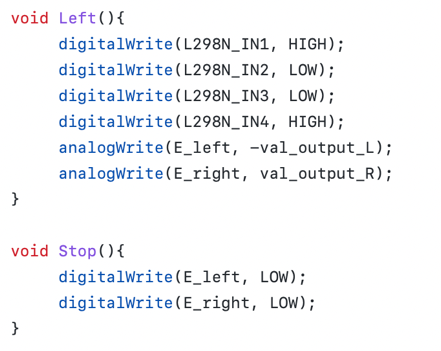 void Left(){
digitalWrite(L298N_IN1, HIGH);
digitalWrite(L298N_IN2, LOW);
digitalWrite(L298N_IN3, LOW);
digitalWrite(L298N_IN4, HIGH);
analogWrite(E_left, -val_output_L);
analogWrite(E_right, val_output_R);
}
void Stop(){
digitalWrite(E_left, LOW);
digitalWrite(E_right, LOW);
}